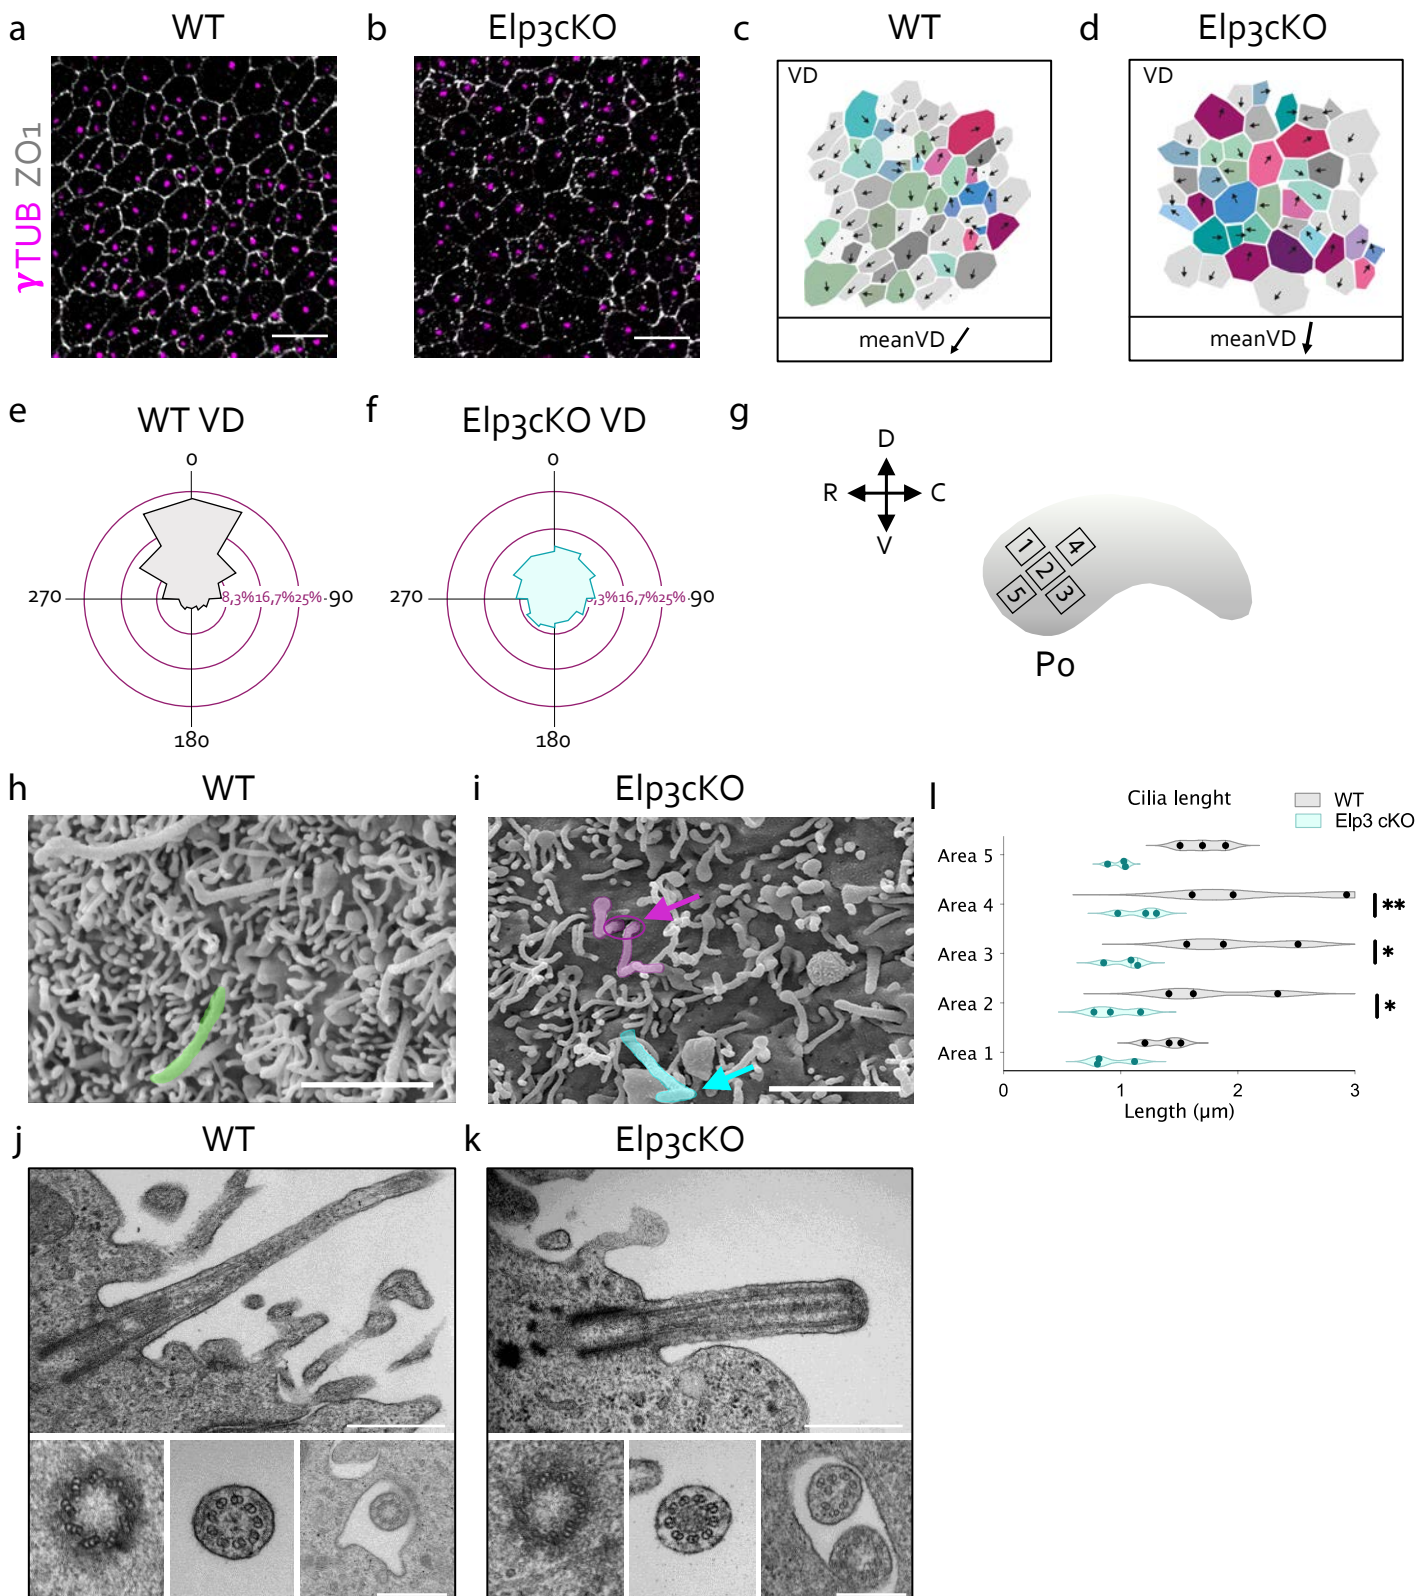 a WT
b Elp3cKO
c WT
d Elp3cKO
γTUB ZO1
VD
meanVD
VD
meanVD
e WT VD
0
270
8,3%16,7%25%
90
180
f Elp3cKO VD
0
270
,3%16,7%25%
90
180
g
D
R C
V
1
4
2
5
3
Po
h WT
i Elp3cKO
l
Cilia lenght
WT
Elp3 cKO
Area 5
Area 4
**
Area 3
*
Area 2
*
Area 1
0 1 2 3
Length (µm)
j WT
k Elp3cKO